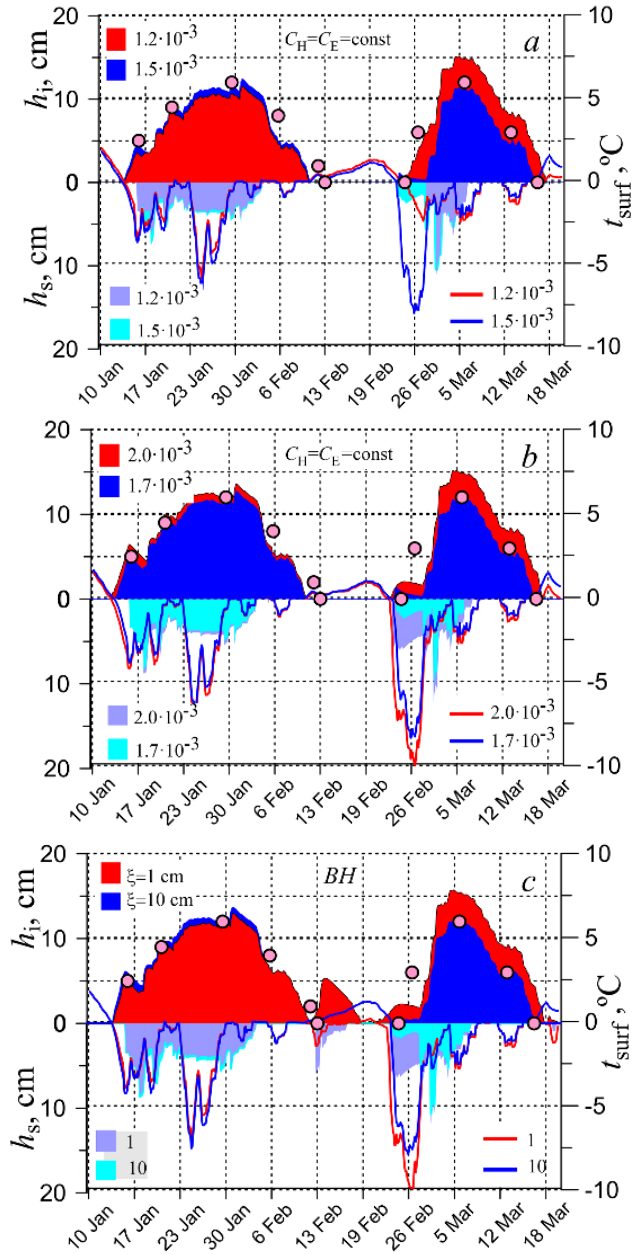 20
10
0
10
20
h_i, cm
h_s, cm
1.2·10⁻³
1.5·10⁻³
C_H=C_E=const
a
10
5
0
-5
-10
t_surf, ºC
1.2·10⁻³
1.5·10⁻³
1.2·10⁻³
1.5·10⁻³
10 Jan
17 Jan
23 Jan
30 Jan
6 Feb
13 Feb
19 Feb
26 Feb
5 Mar
12 Mar
18 Mar
20
10
0
10
20
h_i, cm
h_s, cm
2.0·10⁻³
1.7·10⁻³
C_H=C_E−const
b
10
5
0
-5
-10
t_surf, ºC
2.0·10⁻³
1.7·10⁻³
2.0·10⁻³
1.7·10⁻³
10 Jan
17 Jan
23 Jan
30 Jan
6 Feb
13 Feb
19 Feb
26 Feb
5 Mar
12 Mar
18 Mar
20
10
0
10
20
h_i, cm
h_s, cm
ξ=1 cm
ξ=10 cm
BH
c
10
5
0
-5
-10
t_surf, ºC
1
10
1
10
10 Jan
17 Jan
23 Jan
30 Jan
6 Feb
13 Feb
19 Feb
26 Feb
5 Mar
12 Mar
18 Mar